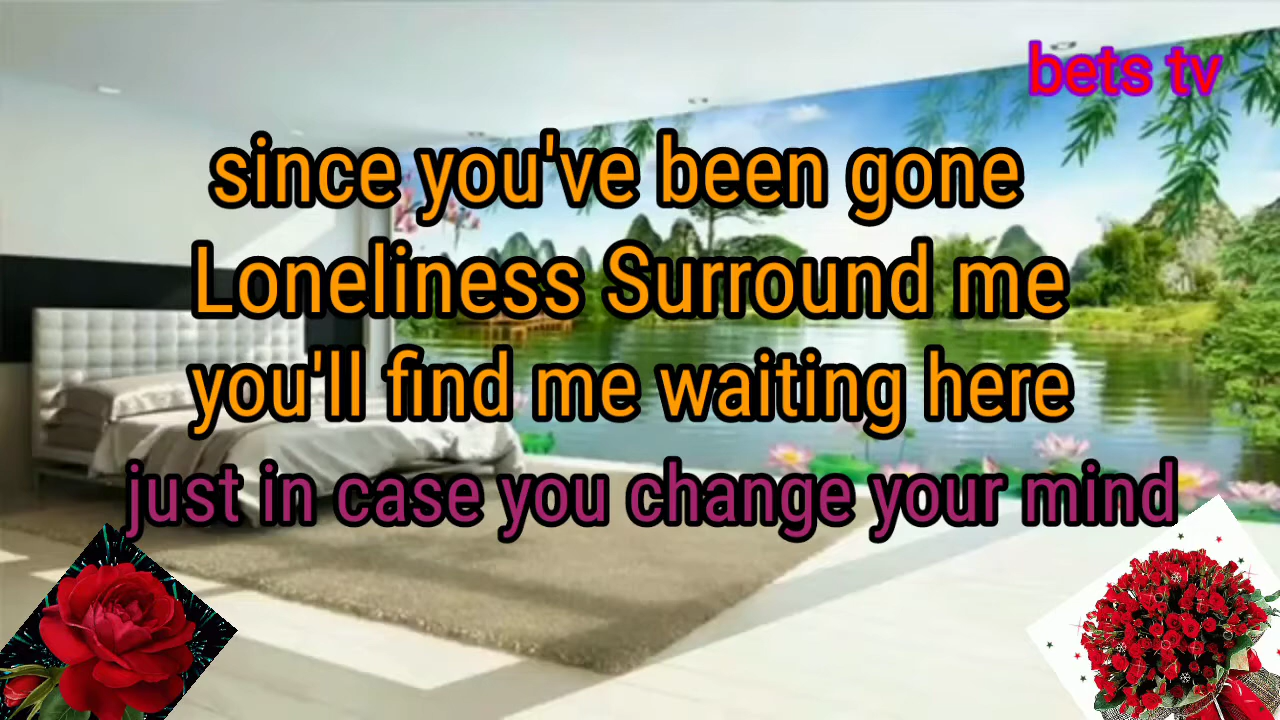 bets tv
since you've been gone
Loneliness Surround me
you'll find me waiting here
just in case you change your mind